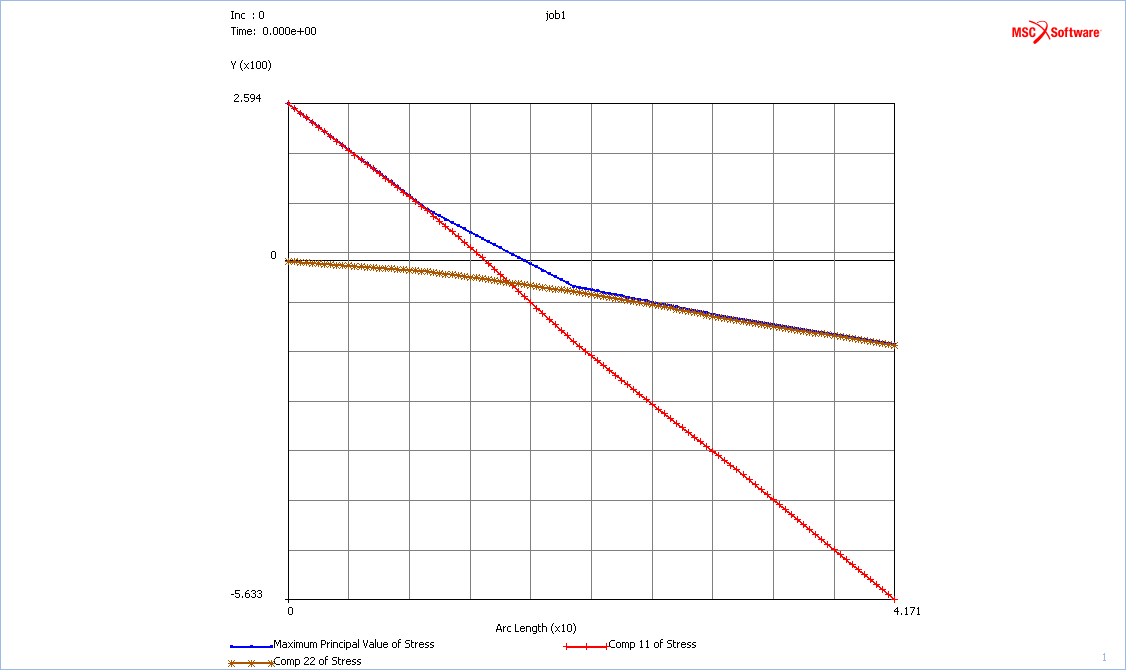 Inc : 0
job1
Time: 0.000e+00
MSC Software
Y (x100)
2.594
0
-5.633
0
4.171
Arc Length (x10)
Maximum Principal Value of Stress
Comp 11 of Stress
Comp 22 of Stress
1